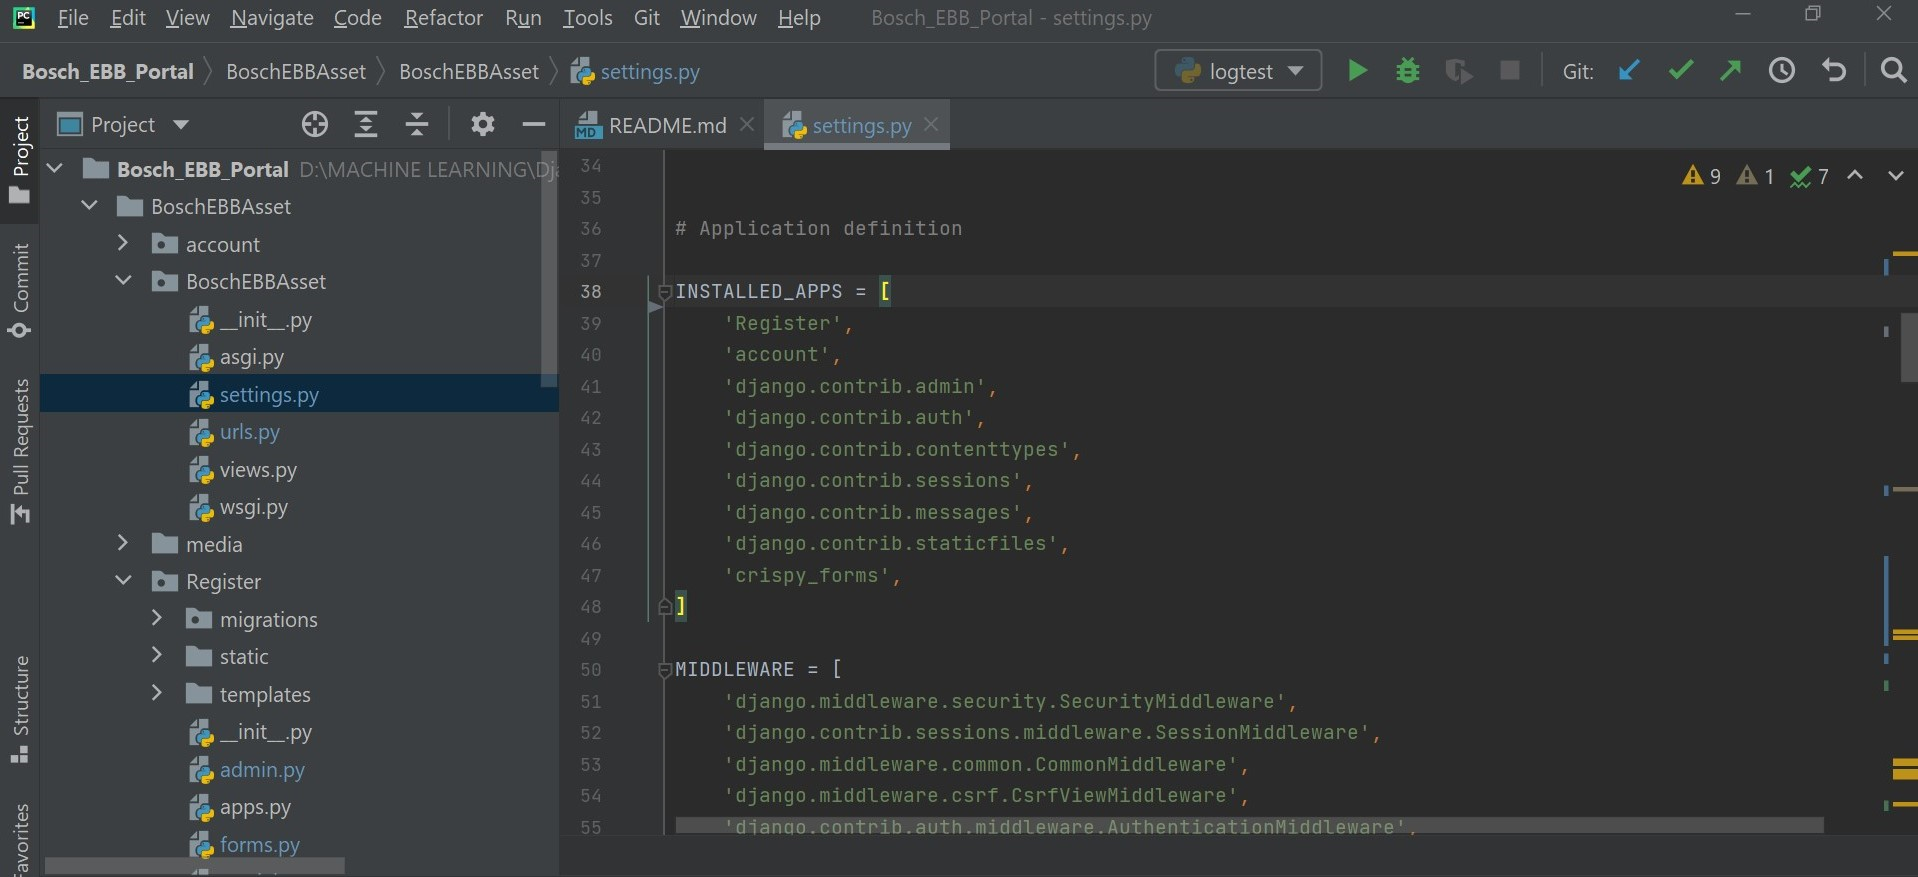 PC File Edit View Navigate Code Refactor Run Tools Git Window Help Bosch_EBB_Portal - settings.py
Bosch_EBB_Portal BoschEBBAsset BoschEBBAsset settings.py logtest Git:
Project
Project
Commit
Pull Requests
Structure
Favorites
Bosch_EBB_Portal D:\MACHINE LEARNING\Dja
BoschEBBAsset
account
BoschEBBAsset
__init__.py
asgi.py
settings.py
urls.py
views.py
wsgi.py
media
Register
migrations
static
templates
__init__.py
admin.py
apps.py
forms.py
MD README.md settings.py
9 1 7
34
35
36 # Application definition
37
38 INSTALLED_APPS = [
39 'Register',
40 'account',
41 'django.contrib.admin',
42 'django.contrib.auth',
43 'django.contrib.contenttypes',
44 'django.contrib.sessions',
45 'django.contrib.messages',
46 'django.contrib.staticfiles',
47 'crispy_forms',
48 ]
49
50 MIDDLEWARE = [
51 'django.middleware.security.SecurityMiddleware',
52 'django.contrib.sessions.middleware.SessionMiddleware',
53 'django.middleware.common.CommonMiddleware',
54 'django.middleware.csrf.CsrfViewMiddleware',
55 'django.contrib.auth.middleware.AuthenticationMiddleware',